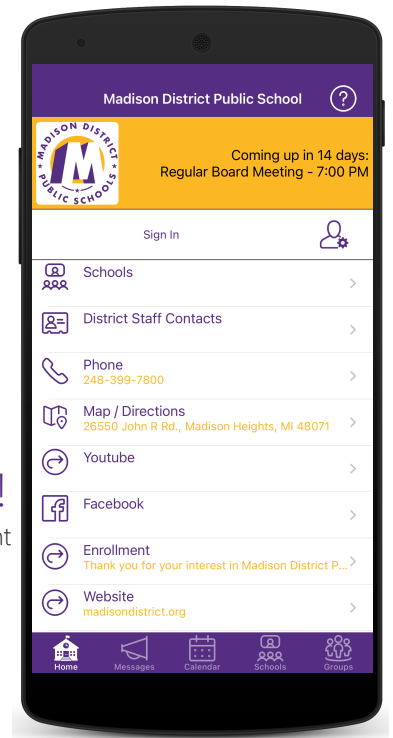 Madison District Public School
?
MADISON DISTRICT
M
PUBLIC SCHOOLS
Coming up in 14 days:
Regular Board Meeting - 7:00 PM
Sign In
Schools
District Staff Contacts
Phone
248-399-7800
Map / Directions
26550 John R Rd., Madison Heights, MI 48071
Youtube
!
Facebook
nt
Enrollment
Thank you for your interest in Madison District P...
Website
madisondistrict.org
Home Messages Calendar Schools Groups